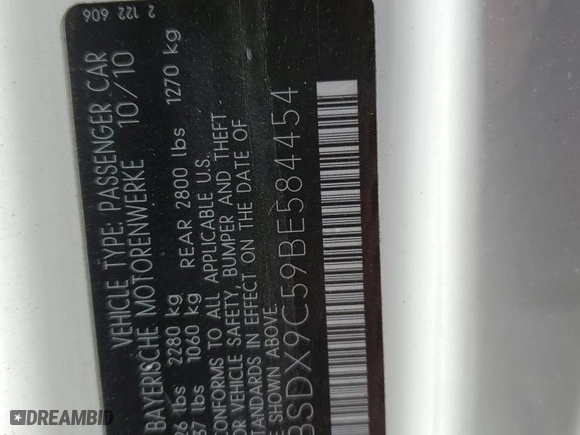 2 122 606
VEHICLE TYPE: PASSENGER CAR
BAYERISCHE MOTORENWERKE 10/10
26 lbs 2280 kg
37 lbs 1060 kg REAR 2800 lbs 1270 kg
CONFORMS TO ALL APPLICABLE U.S.
OR VEHICLE SAFETY, BUMPER AND THEFT
STANDARDS IN EFFECT ON THE DATE OF
SHOWN ABOVE.
BSDX9C59BE584454
DREAMBID